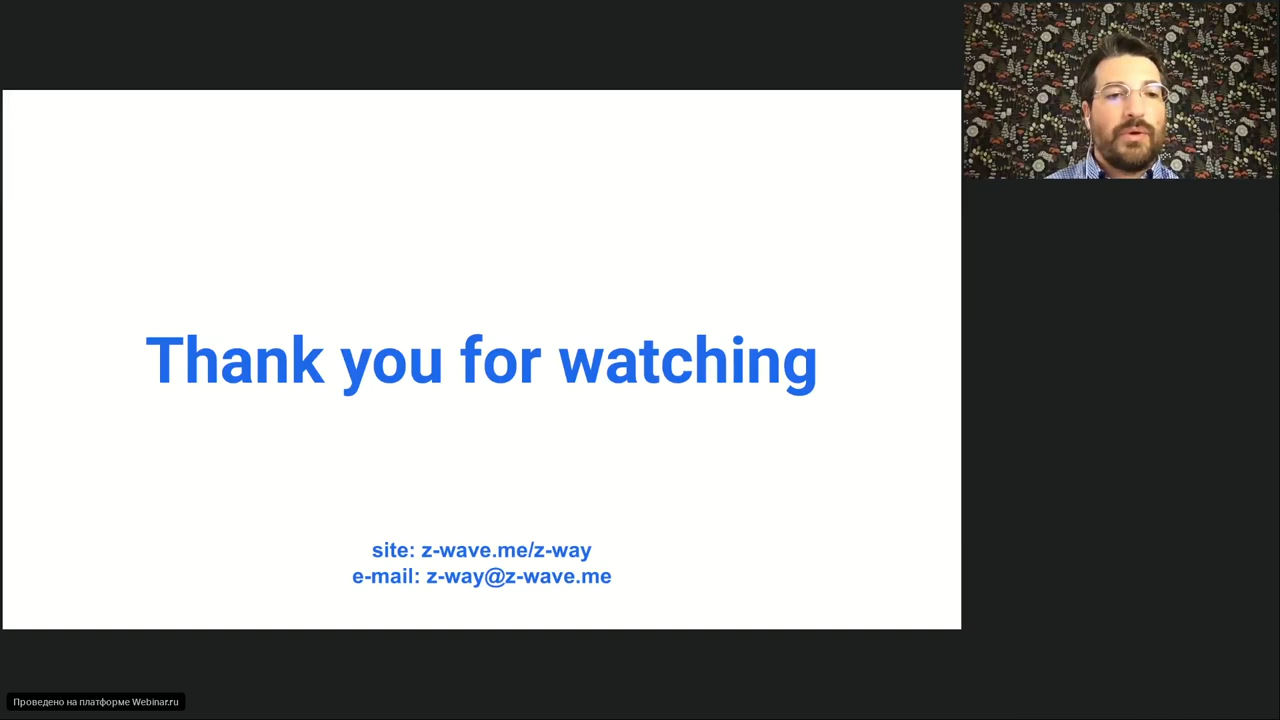 Thank you for watching
site: z-wave.me/z-way
e-mail: z-way@z-wave.me
Проведено на платформе Webinar.ru